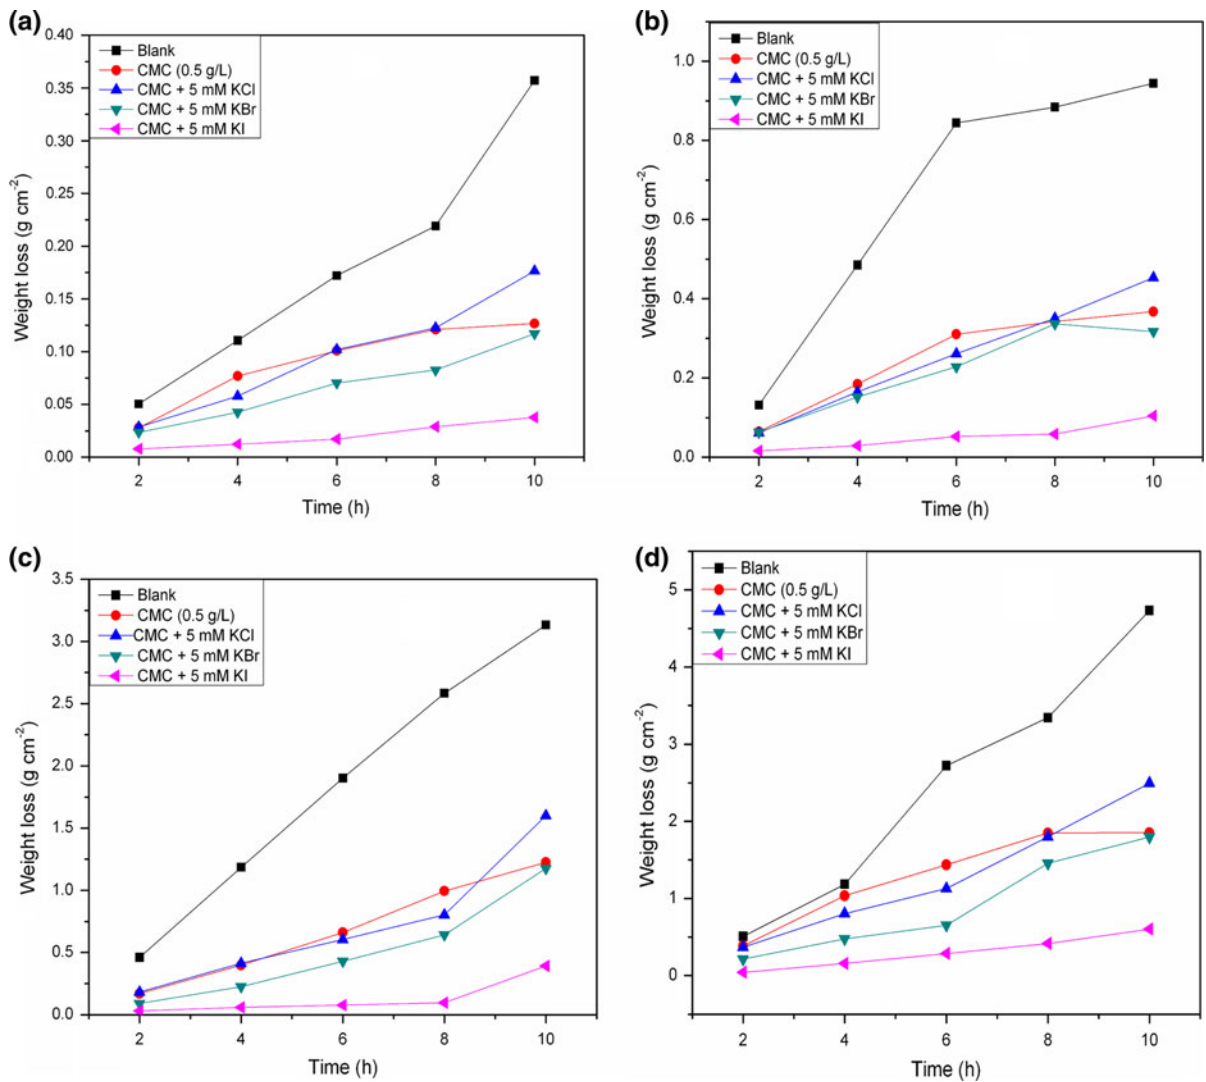 (a)
0.40
0.35
0.30
0.25
0.20
0.15
0.10
0.05
0.00
Weight loss (g cm-2)
Blank
CMC (0.5 g/L)
CMC + 5 mM KCl
CMC + 5 mM KBr
CMC + 5 mM KI
2 4 6 8 10
Time (h)
(b)
1.0
0.8
0.6
0.4
0.2
0.0
Weight loss (g cm-2)
Blank
CMC (0.5 g/L)
CMC + 5 mM KCl
CMC + 5 mM KBr
CMC + 5 mM KI
2 4 6 8 10
Time (h)
(c)
3.5
3.0
2.5
2.0
1.5
1.0
0.5
0.0
Weight loss (g cm-2)
Blank
CMC (0.5 g/L)
CMC + 5 mM KCl
CMC + 5 mM KBr
CMC + 5 mM KI
2 4 6 8 10
Time (h)
(d)
5
4
3
2
1
0
Weight loss (g cm-2)
Blank
CMC (0.5 g/L)
CMC + 5 mM KCl
CMC + 5 mM KBr
CMC + 5 mM KI
2 4 6 8 10
Time (h)